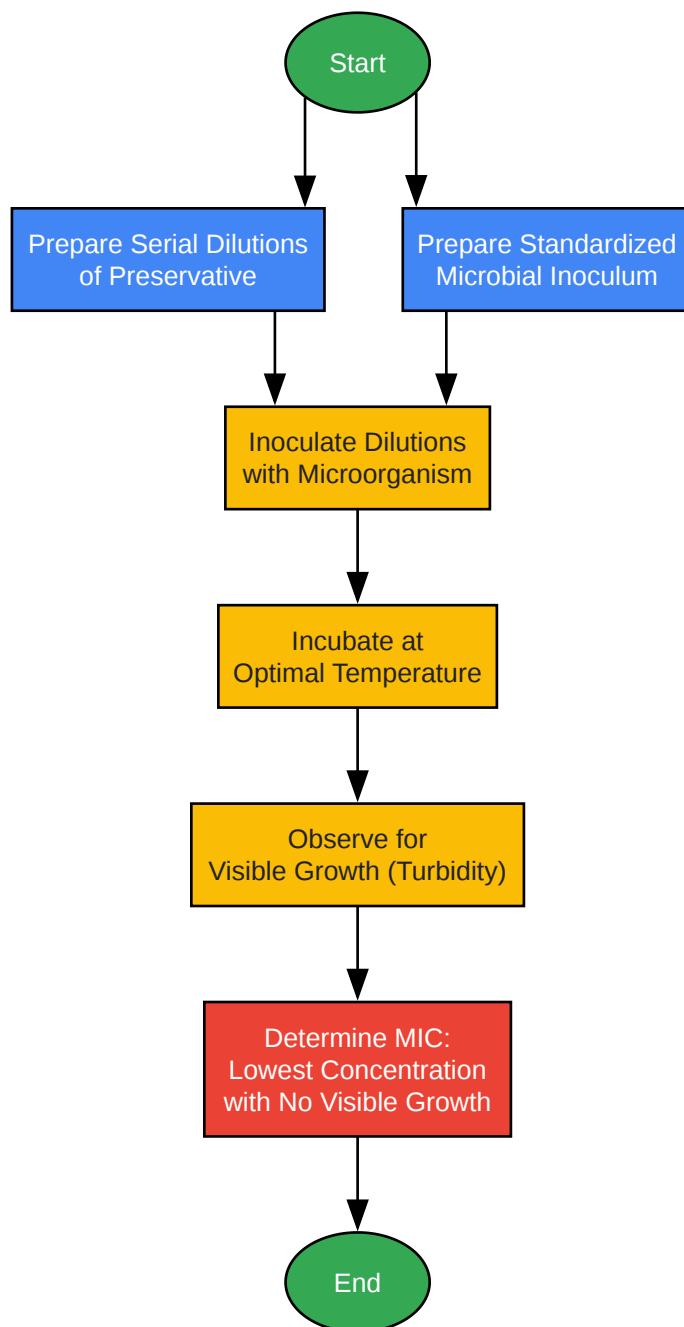 Start
Prepare Serial Dilutions
of Preservative
Prepare Standardized
Microbial Inoculum
Inoculate Dilutions
with Microorganism
Incubate at
Optimal Temperature
Observe for
Visible Growth (Turbidity)
Determine MIC:
Lowest Concentration
with No Visible Growth
End